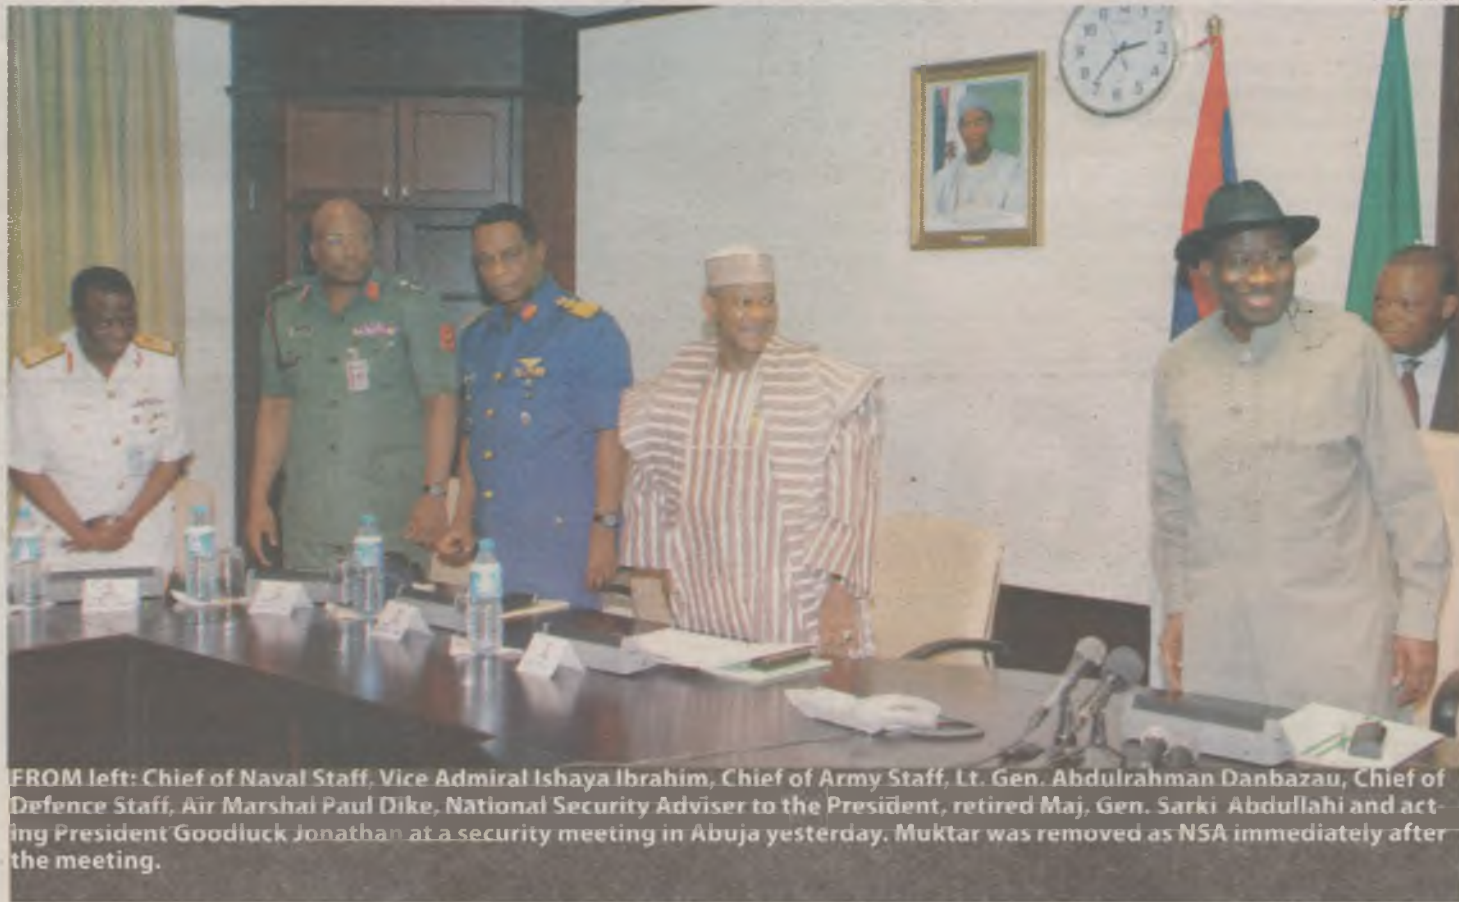 FROM left: Chief of Naval Staff, Vice Admiral Ishaya Ibrahim, Chief of Army Staff, Lt. Gen. Abdulrahman Danbazau, Chief of
Defence Staff, Air Marshal Paul Dike, National Security Adviser to the President, retired Maj. Gen. Sarki Abdullahi and act-
ing President Goodluck Jonathan at a security meeting in Abuja yesterday. Muktar was removed as NSA immediately after
the meeting.